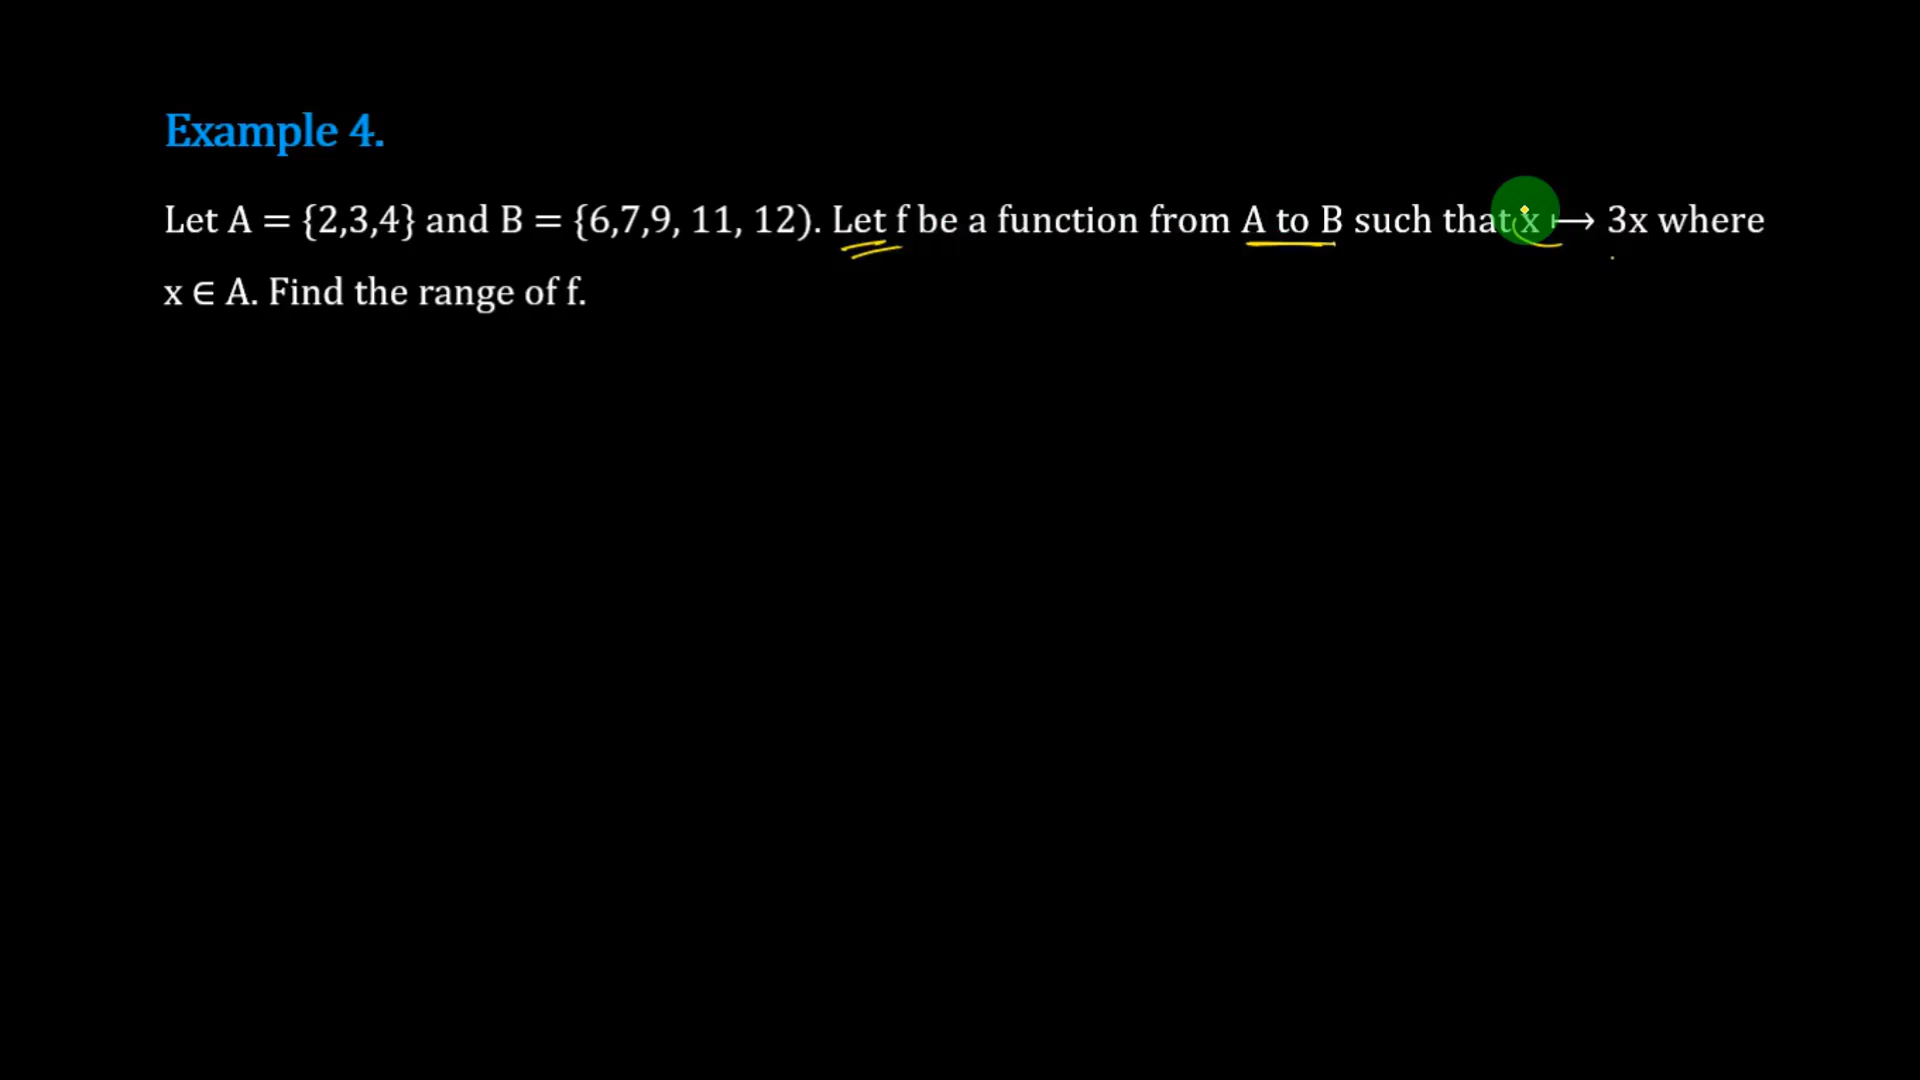 Example 4.
Let A = {2,3,4} and B = {6,7,9, 11, 12). Let f be a function from A to B such that x ⟼ 3x where
x ∈ A. Find the range of f.